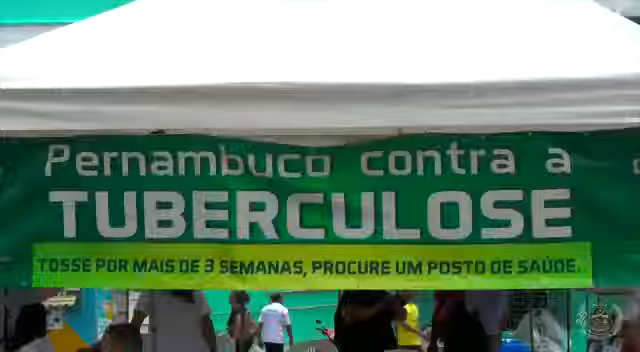 Pernambuco contra a
TUBERCULOSE
TOSSE POR MAIS DE 3 SEMANAS, PROCURE UM POSTO DE SAÚDE.